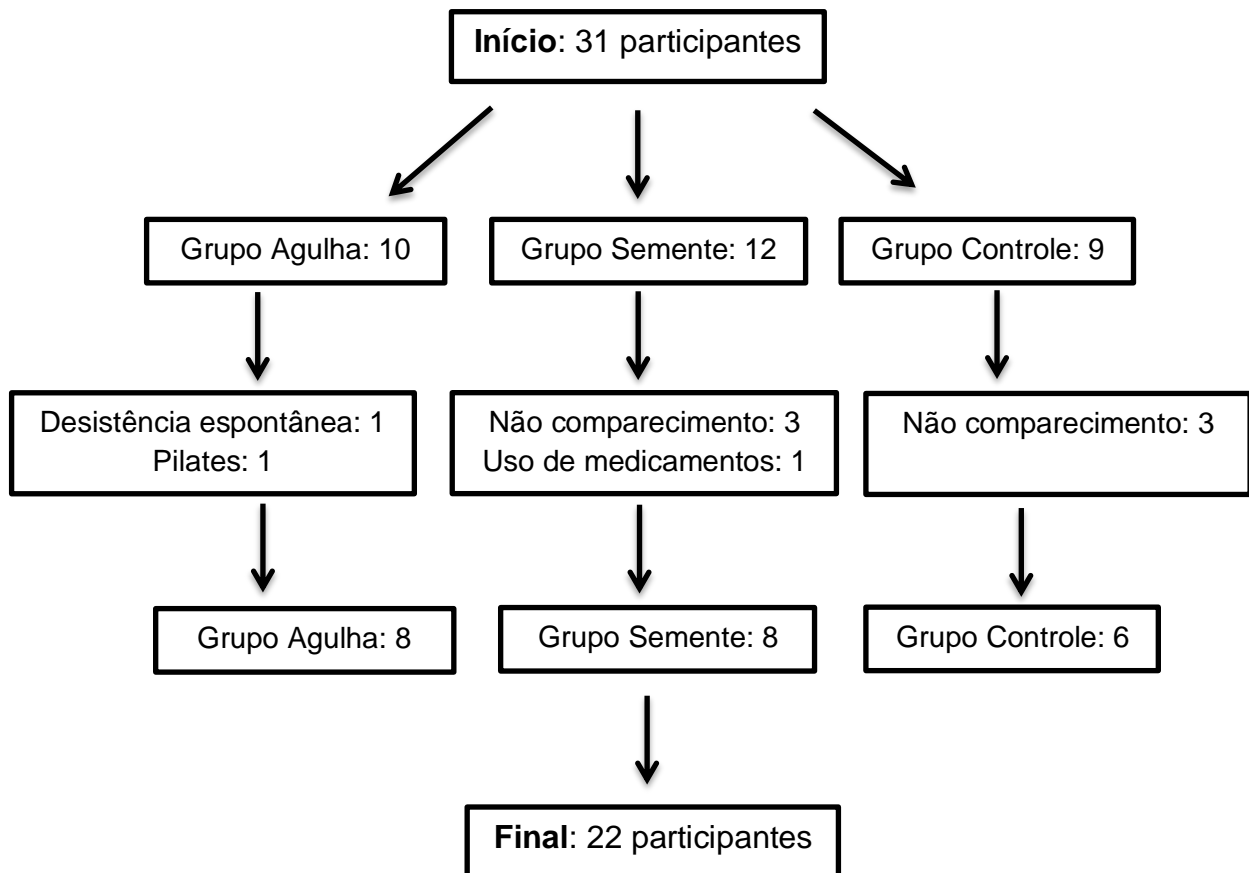 Início: 31 participantes
Grupo Agulha: 10
Grupo Semente: 12
Grupo Controle: 9
Desistência espontânea: 1
Pilates: 1
Não comparecimento: 3
Uso de medicamentos: 1
Não comparecimento: 3
Grupo Agulha: 8
Grupo Semente: 8
Grupo Controle: 6
Final: 22 participantes